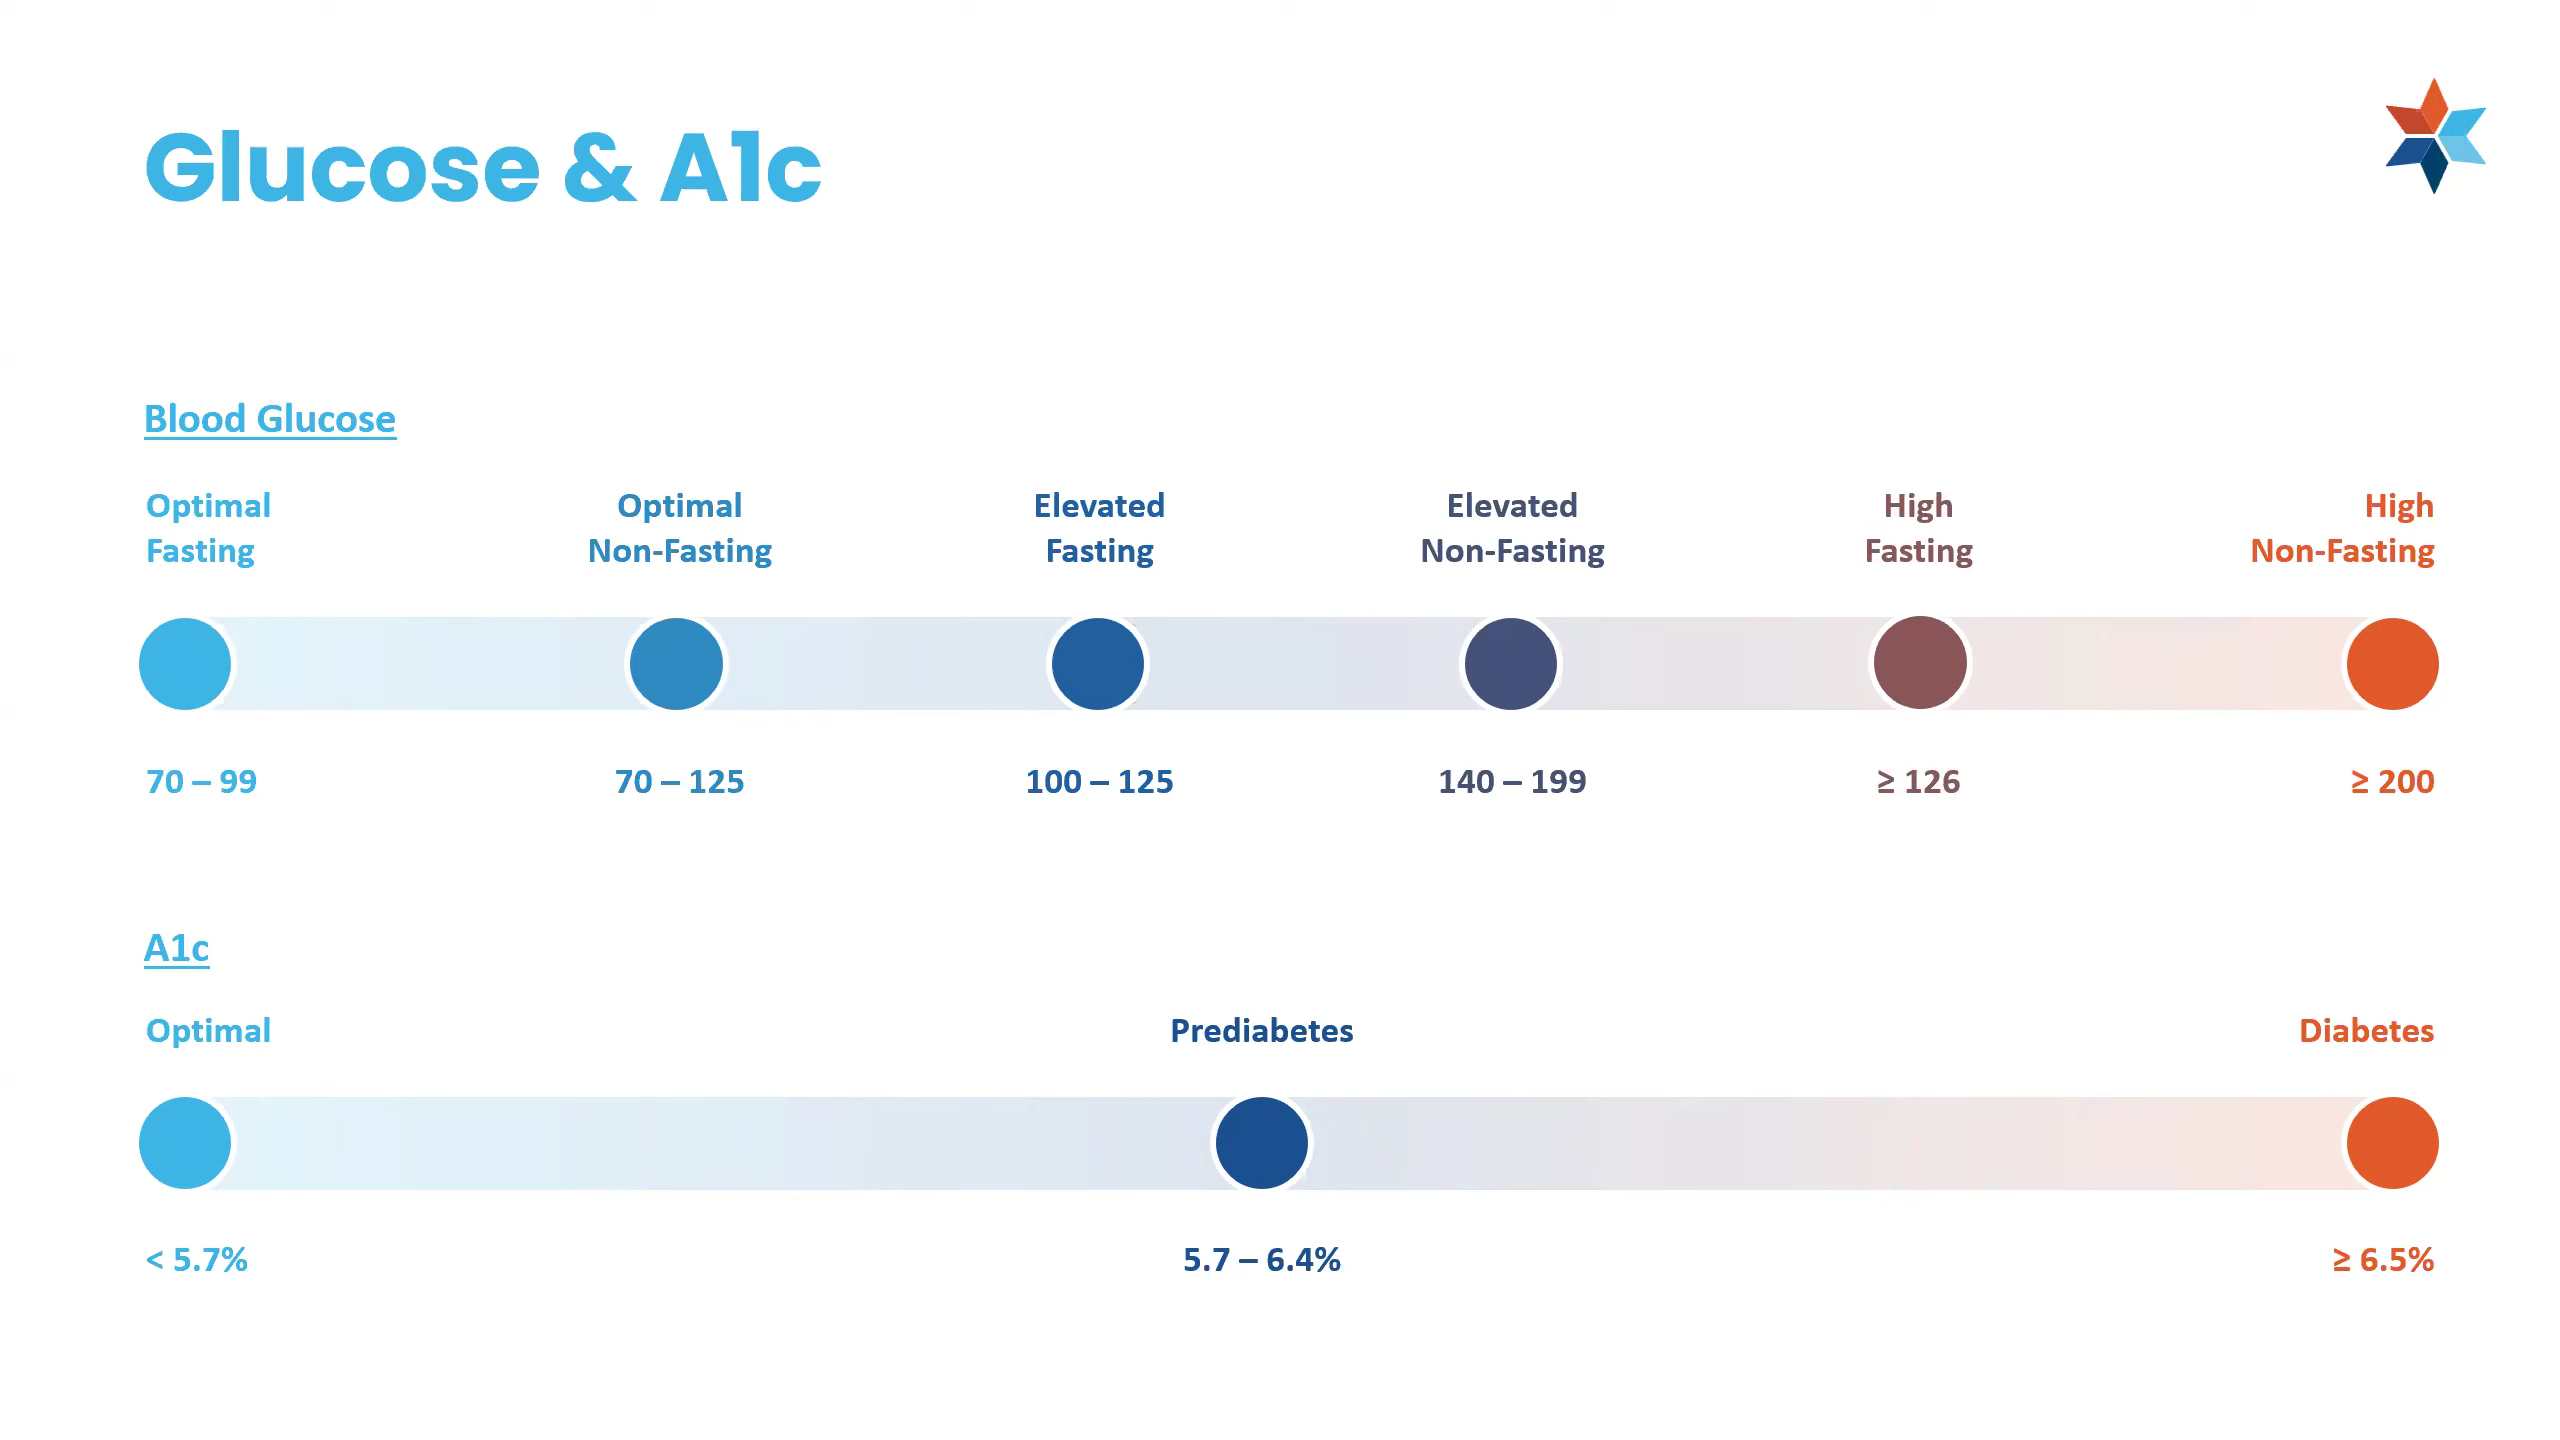 Glucose & A1c
Blood Glucose
Optimal Fasting
Optimal Non-Fasting
Elevated Fasting
Elevated Non-Fasting
High Fasting
High Non-Fasting
70 – 99
70 – 125
100 – 125
140 – 199
≥ 126
≥ 200
A1c
Optimal
Prediabetes
Diabetes
< 5.7%
5.7 – 6.4%
≥ 6.5%